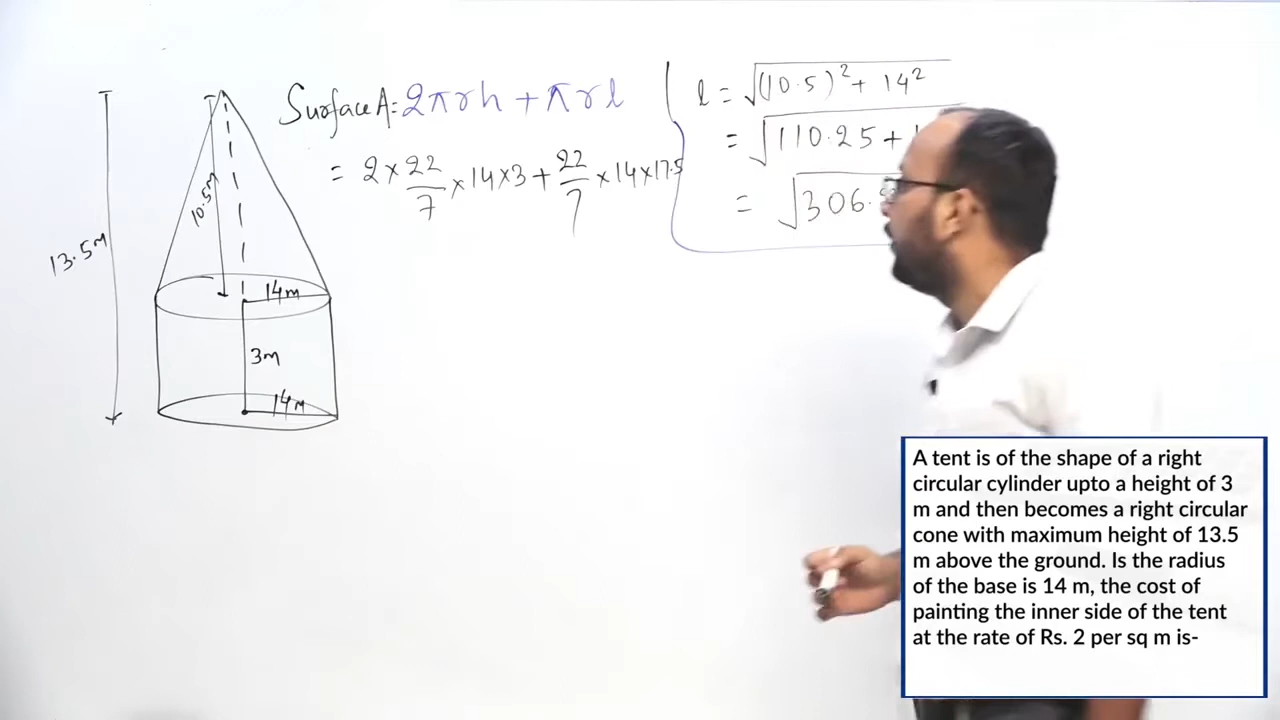 Surface A: 2πrh + πrl
= 2 × 22/7 × 14 × 3 + 22/7 × 14 × 17.5
l = √(10.5)² + 14²
= √110.25 +
= √306.
13.5m
10.5m
14m
3m
14m
A tent is of the shape of a right
circular cylinder upto a height of 3
m and then becomes a right circular
cone with maximum height of 13.5
m above the ground. Is the radius
of the base is 14 m, the cost of
painting the inner side of the tent
at the rate of Rs. 2 per sq m is-